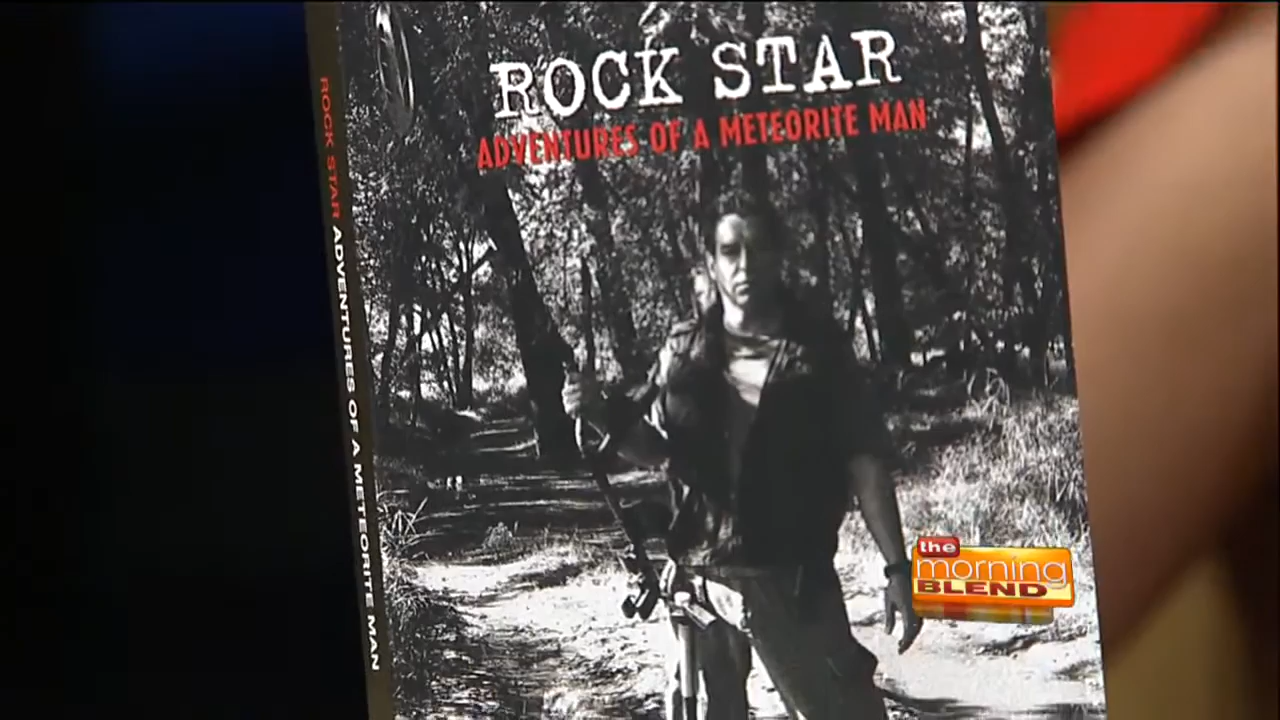 ROCK STAR
ADVENTURES OF A METEORITE MAN
ROCK STAR ADVENTURES OF A METEORITE MAN
the
morning
BLEND